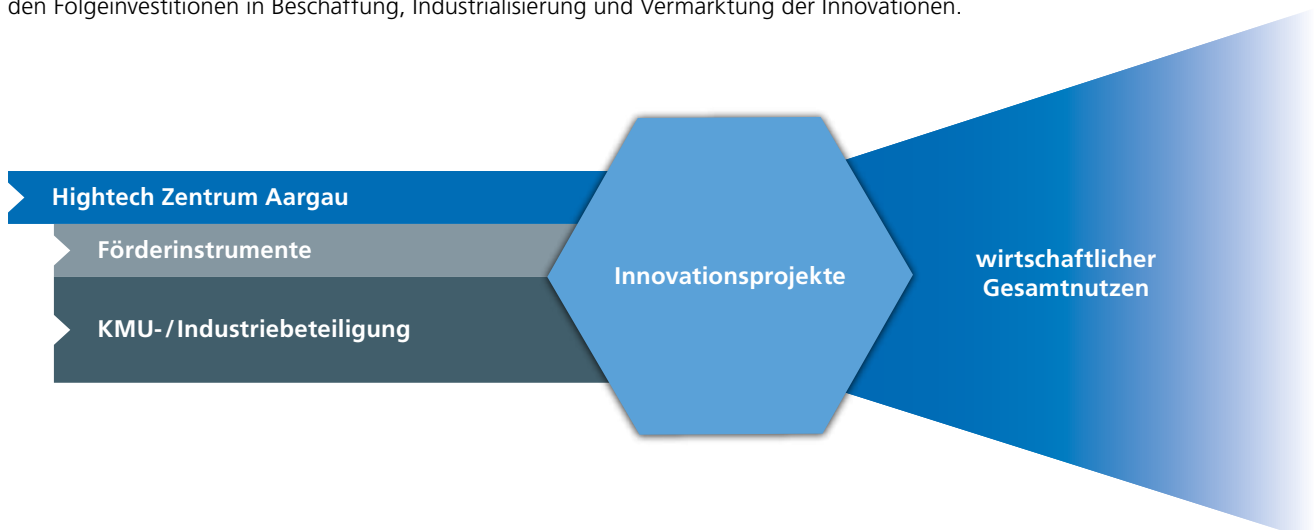 den Folgeinvestitionen in Beschaffung, Industrialisierung und Vermarktung der Innovationen.
Hightech Zentrum Aargau
Förderinstrumente
KMU- / Industriebeteiligung
Innovationsprojekte
wirtschaftlicher
Gesamtnutzen